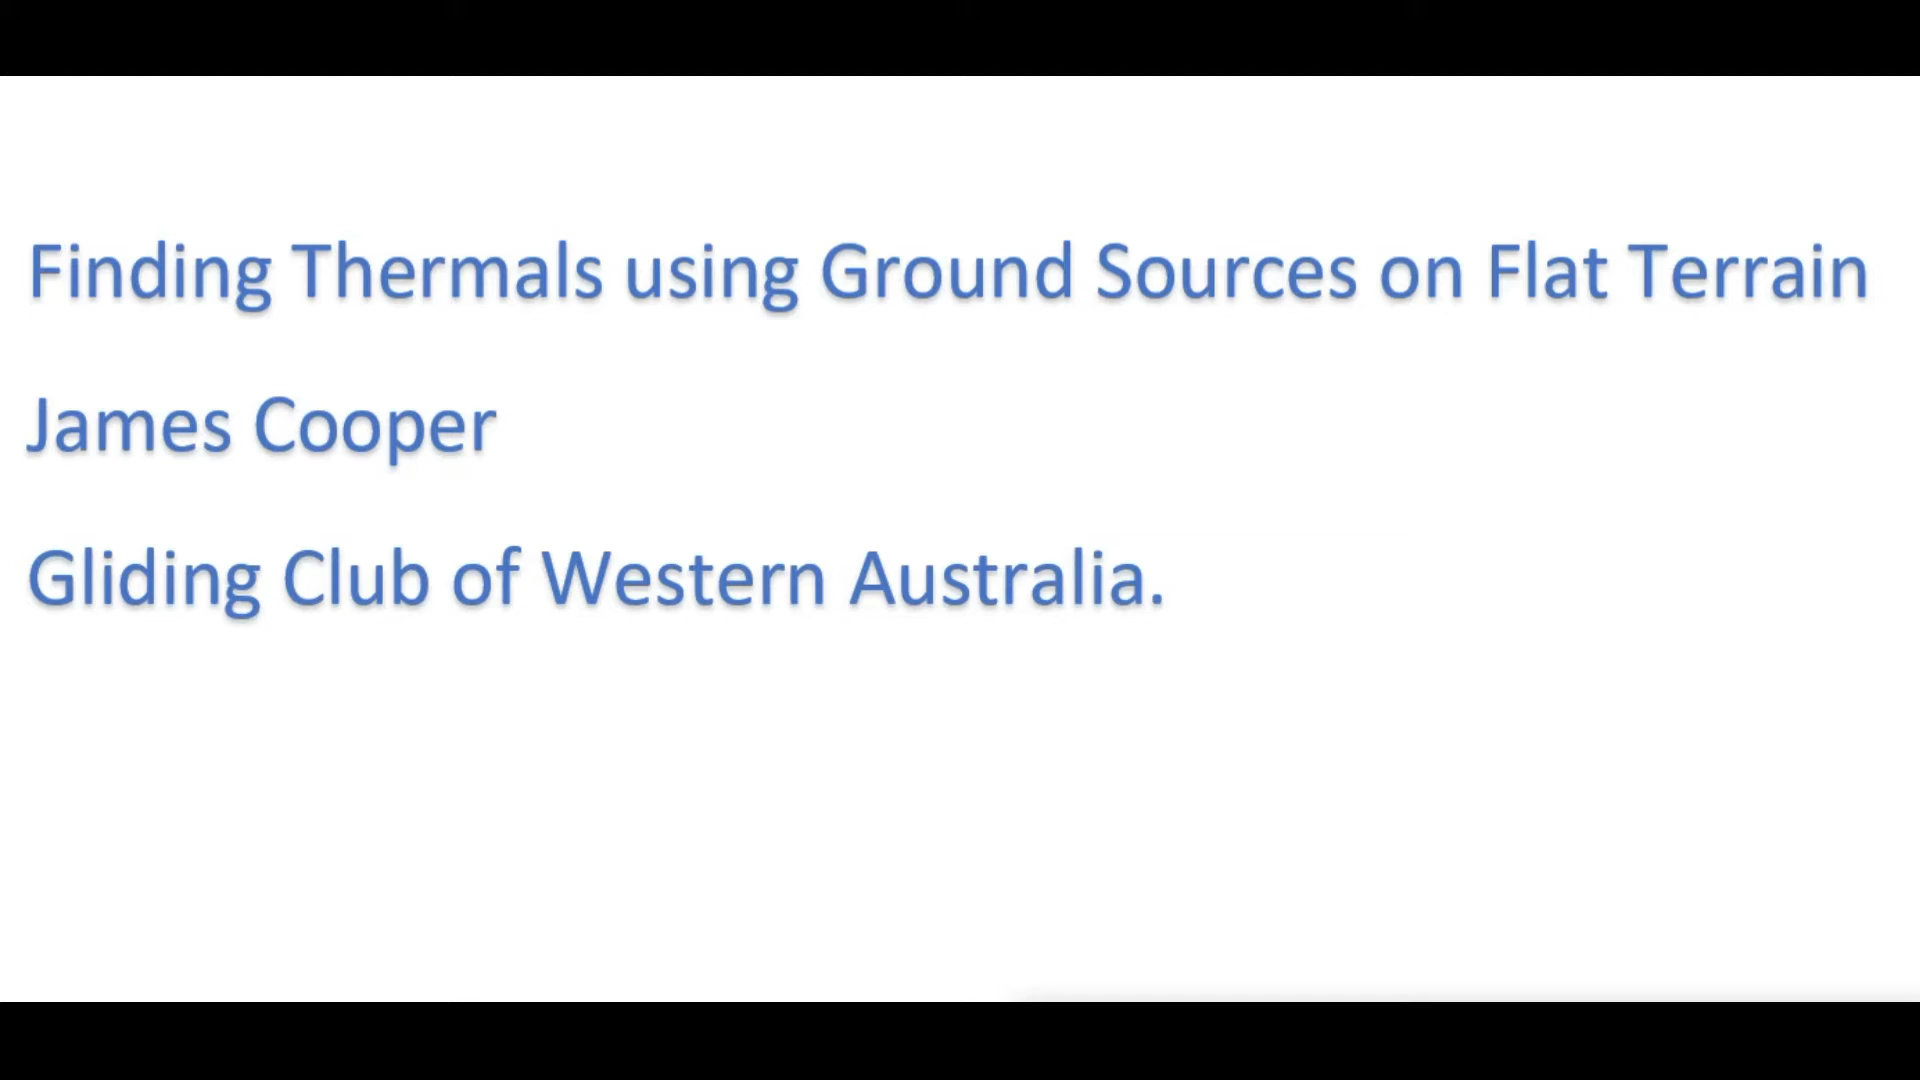 Finding Thermals using Ground Sources on Flat Terrain
James Cooper
Gliding Club of Western Australia.